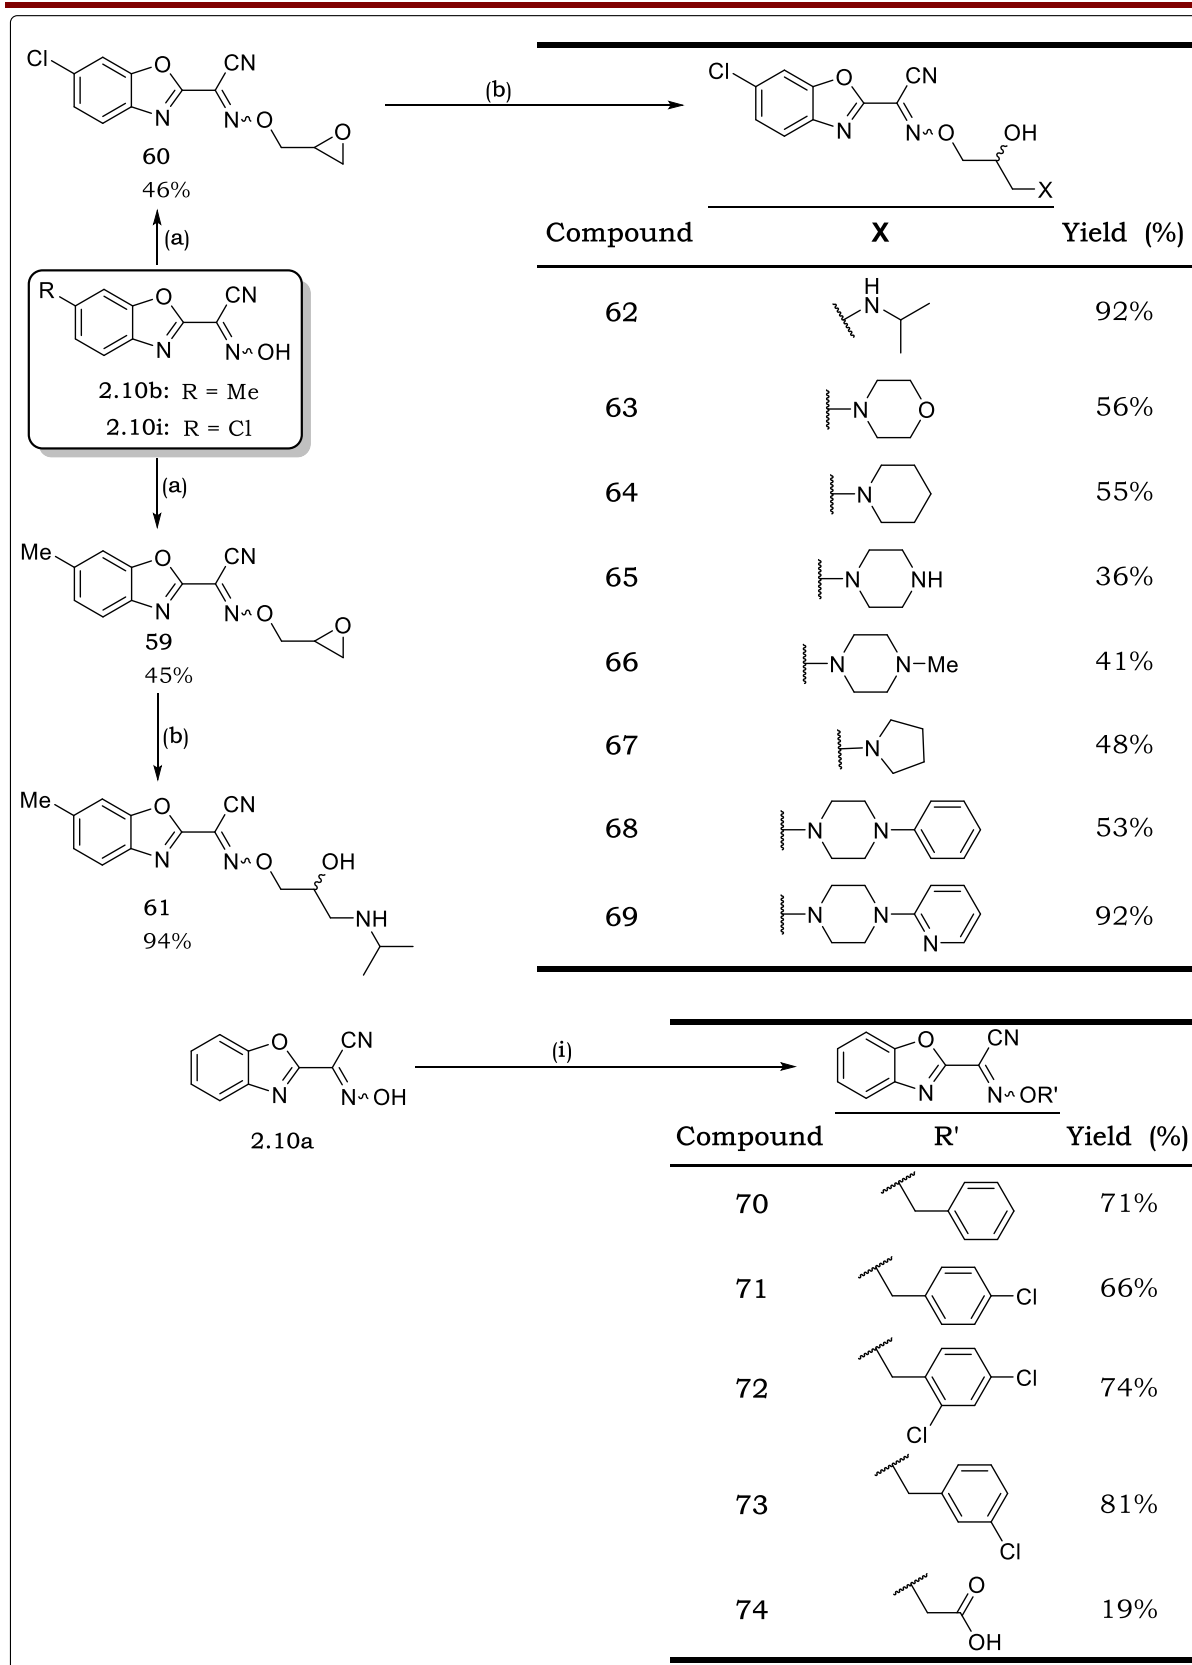 Cl
O
CN
N
N
O
O
60
46%
(a)
(b)
Cl
O
CN
N
N
O
OH
X
Compound X Yield (%)
62 H N 92%
63 N O 56%
64 N 55%
65 N NH 36%
66 N N Me 41%
67 N 48%
68 N N 53%
69 N N N 92%
R
O
CN
N
N OH
2.10b: R = Me
2.10i: R = Cl
(a)
Me
O
CN
N
N
O
O
59
45%
(b)
Me
O
CN
N
N
O
OH
NH
61
94%
O
CN
N
N OH
2.10a
(i)
O
CN
N
N OR'
Compound R' Yield (%)
70 71%
71 Cl 66%
72 Cl Cl 74%
73 Cl 81%
74 O OH 19%